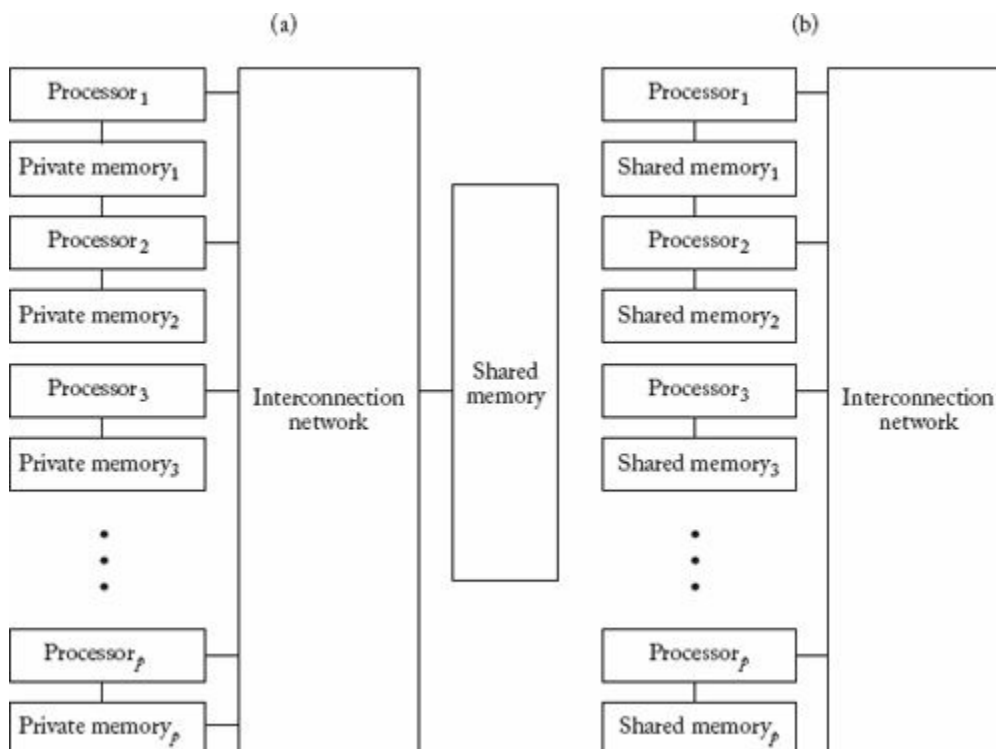 (a)
Processor₁
Private memory₁
Processor₂
Private memory₂
Processor₃
Private memory₃
Processorₚ
Private memoryₚ
Interconnection
network
Shared
memory
(b)
Processor₁
Shared memory₁
Processor₂
Shared memory₂
Processor₃
Shared memory₃
Processorₚ
Shared memoryₚ
Interconnection
network